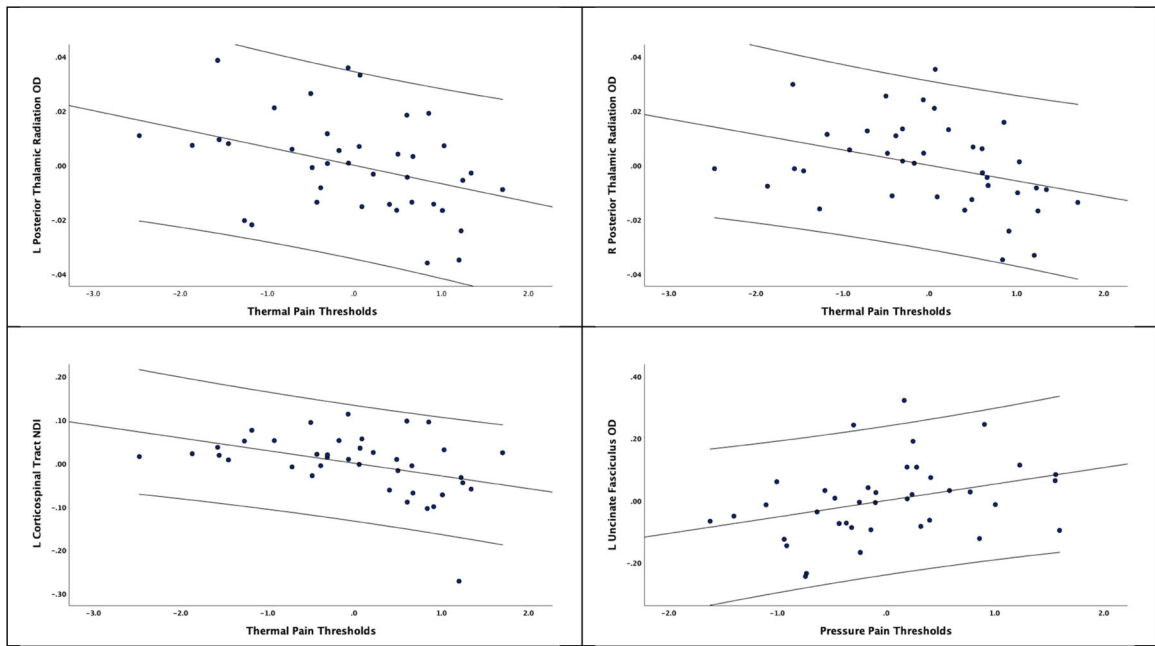 L Posterior Thalamic Radiation OD
.04
.02
.00
-.02
-.04
-3.0 -2.0 -1.0 .0 1.0 2.0
Thermal Pain Thresholds
R Posterior Thalamic Radiation OD
.04
.02
.00
-.02
-.04
-3.0 -2.0 -1.0 .0 1.0 2.0
Thermal Pain Thresholds
L Corticospinal Tract NDI
.20
.10
.00
-.10
-.20
-.30
-3.0 -2.0 -1.0 .0 1.0 2.0
Thermal Pain Thresholds
L Uncinate Fasciculus OD
.40
.20
.00
-.20
-2.0 -1.0 .0 1.0 2.0
Pressure Pain Thresholds